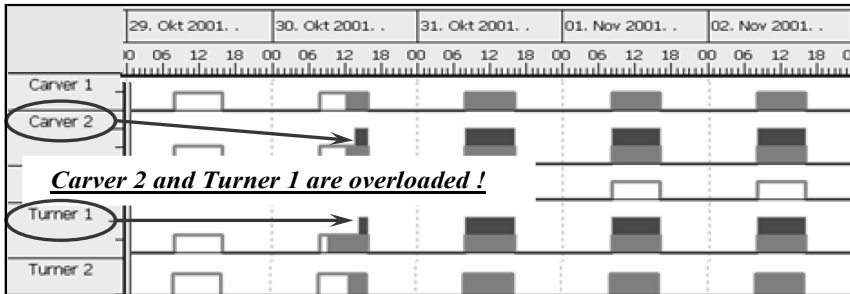 29. Okt 2001. . 30. Okt 2001. . 31. Okt 2001. . 01. Nov 2001. . 02. Nov 2001. .
0 06 12 18 00 06 12 18 00 06 12 18 00 06 12 18 00 06 12 18 0
Carver 1
Carver 2
Carver 2 and Turner 1 are overloaded !
Turner 1
Turner 2